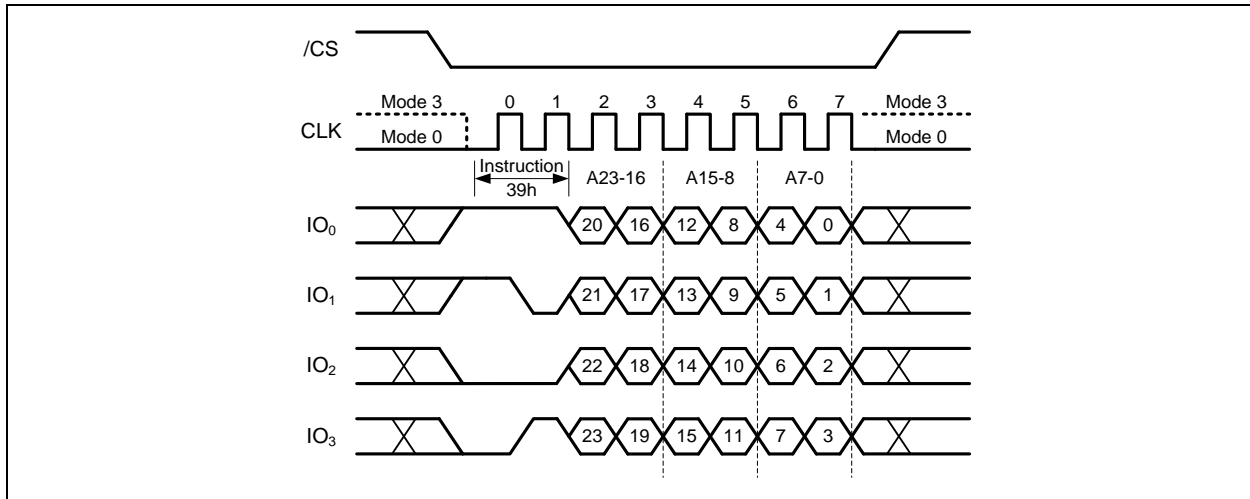 /CS
Mode 3 0 1 2 3 4 5 6 7 Mode 3
CLK Mode 0 Mode 0
Instruction
39h A23-16 A15-8 A7-0
IO₀ 20 16 12 8 4 0
IO₁ 21 17 13 9 5 1
IO₂ 22 18 14 10 6 2
IO₃ 23 19 15 11 7 3